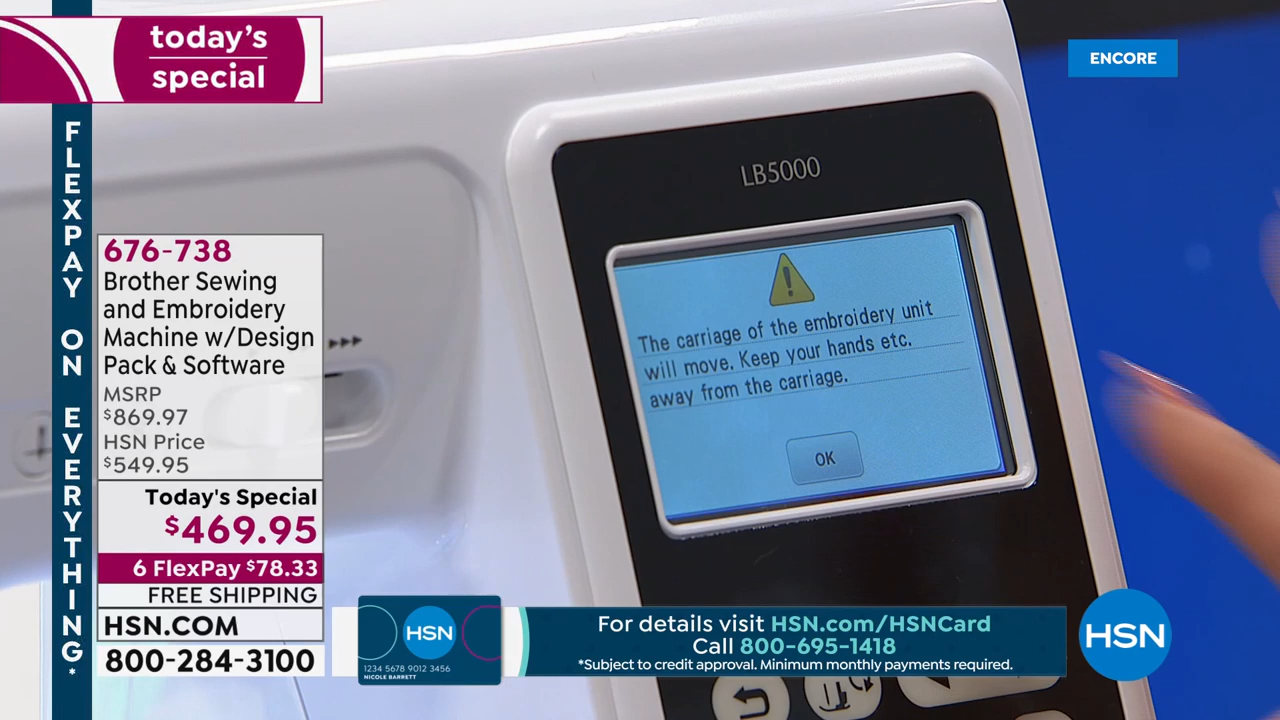 today's
special
ENCORE
FLEXPAY ON EVERYTHING*
676-738
Brother Sewing
and Embroidery
Machine w/Design
Pack & Software
MSRP
$869.97
HSN Price
$549.95
Today's Special
$469.95
6 FlexPay $78.33
FREE SHIPPING
HSN.COM
800-284-3100
LB5000
The carriage of the embroidery unit
will move. Keep your hands etc.
away from the carriage.
OK
HSN
1234 5678 9012 3456
NICOLE BARRETT
For details visit HSN.com/HSNCard
Call 800-695-1418
*Subject to credit approval. Minimum monthly payments required.
HSN